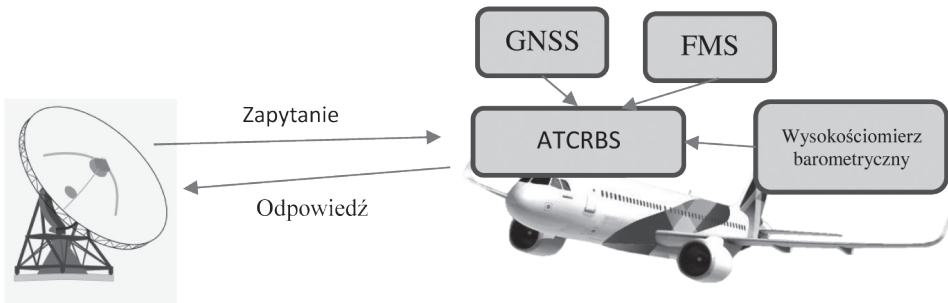 GNSS
FMS
Zapytanie
ATCRBS
Wysokościomierz
barometryczny
Odpowiedź